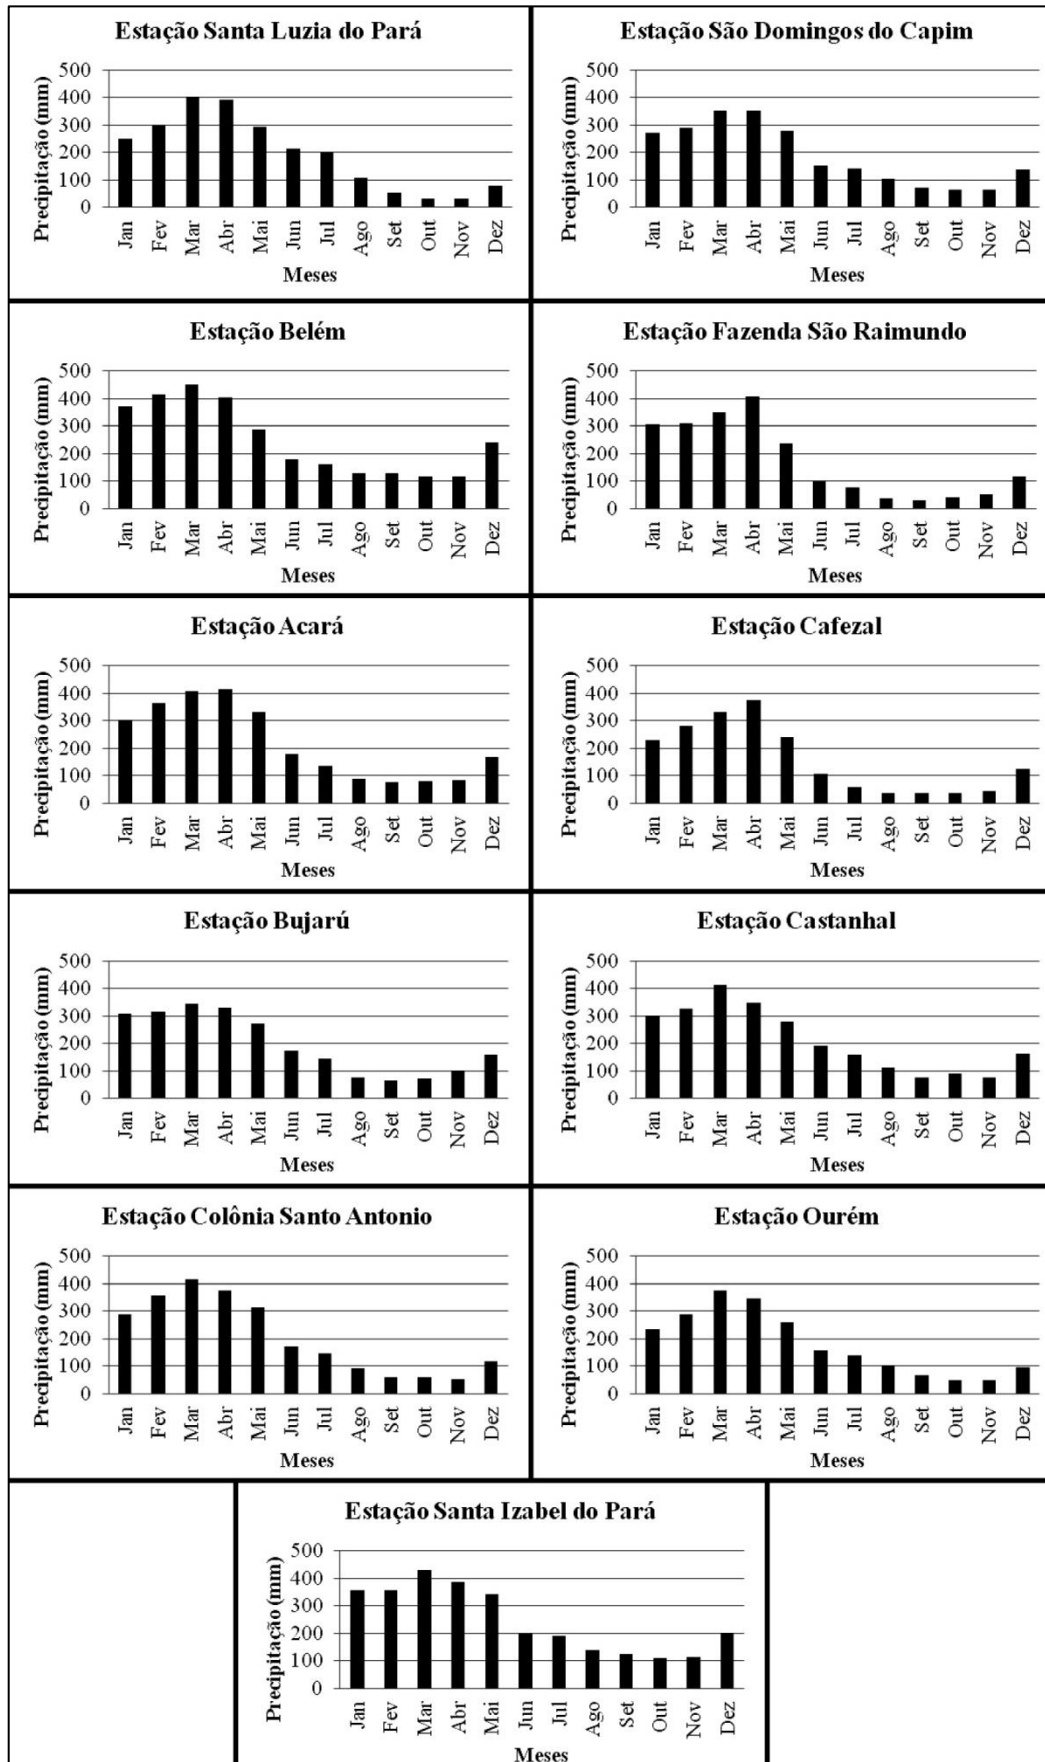 Estação Santa Luzia do Pará
Precipitação (mm)
500
400
300
200
100
0
Jan Fev Mar Abr Mai Jun Jul Ago Set Out Nov Dez
Meses
Estação São Domingos do Capim
Precipitação (mm)
500
400
300
200
100
0
Jan Fev Mar Abr Mai Jun Jul Ago Set Out Nov Dez
Meses
Estação Belém
Precipitação (mm)
500
400
300
200
100
0
Jan Fev Mar Abr Mai Jun Jul Ago Set Out Nov Dez
Meses
Estação Fazenda São Raimundo
Precipitação (mm)
500
400
300
200
100
0
Jan Fev Mar Abr Mai Jun Jul Ago Set Out Nov Dez
Meses
Estação Acará
Precipitação (mm)
500
400
300
200
100
0
Jan Fev Mar Abr Mai Jun Jul Ago Set Out Nov Dez
Meses
Estação Cafezal
Precipitação (mm)
500
400
300
200
100
0
Jan Fev Mar Abr Mai Jun Jul Ago Set Out Nov Dez
Meses
Estação Bujarú
Precipitação (mm)
500
400
300
200
100
0
Jan Fev Mar Abr Mai Jun Jul Ago Set Out Nov Dez
Meses
Estação Castanhal
Precipitação (mm)
500
400
300
200
100
0
Jan Fev Mar Abr Mai Jun Jul Ago Set Out Nov Dez
Meses
Estação Colônia Santo Antonio
Precipitação (mm)
500
400
300
200
100
0
Jan Fev Mar Abr Mai Jun Jul Ago Set Out Nov Dez
Meses
Estação Ourém
Precipitação (mm)
500
400
300
200
100
0
Jan Fev Mar Abr Mai Jun Jul Ago Set Out Nov Dez
Meses
Estação Santa Izabel do Pará
Precipitação (mm)
500
400
300
200
100
0
Jan Fev Mar Abr Mai Jun Jul Ago Set Out Nov Dez
Meses